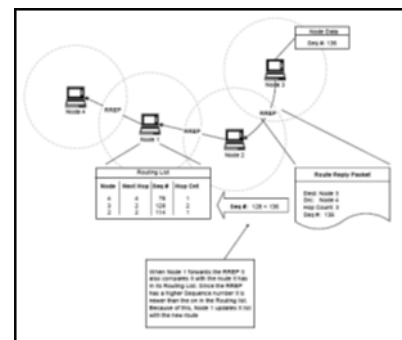 Node Data
Seq #: 136
Node 3
Node 4
RREP
Node 1
RREP
Node 2
RREP
Routing List
Node Next Hop Seq # Hop Cnt
4 4 78 1
3 2 128 2
2 2 114 1
Seq #: 128 < 136
Route Reply Packet
Dest: Node 3
Src: Node 4
Hop Count: 3
Seq #: 136
When Node 1 forwards the RREP it
also compares it with the route it has
in its Routing List. Since the RREP
has a higher Sequence number it is
newer than the on in the Routing list.
Because of this, Node 1 updates it list
with the new route